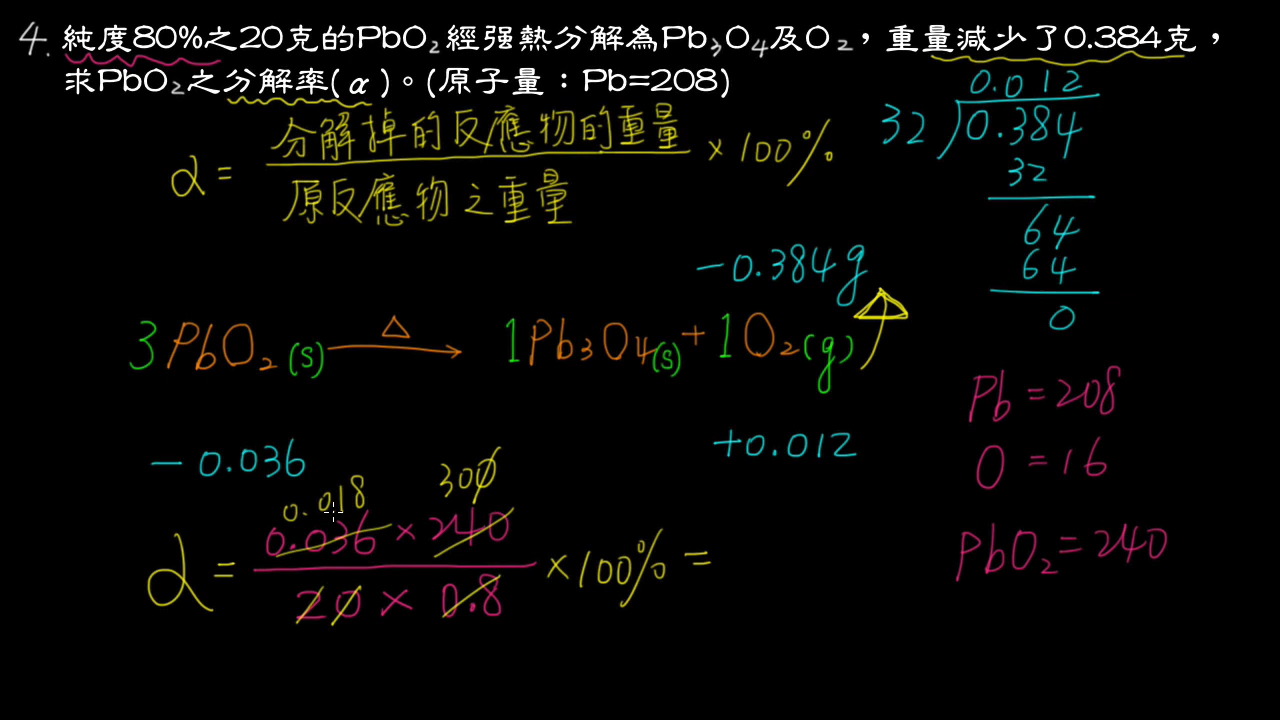 4. 純度80%之20克的PbO₂經強熱分解為Pb₃O₄及O₂，重量減少了0.384克，
求PbO₂之分解率(α)。(原子量：Pb=208)
α = 分解掉的反應物的重量 × 100%
原反應物之重量
0.012
32 0.384
32
64
64
0
-0.384g
3PbO₂(s) △ 1Pb₃O₄(s) + 1O₂(g)
-0.036
+0.012
Pb = 208
O = 16
PbO₂ = 240
0.018 300
α = 0.036 × 240 × 100% =
20 × 0.8